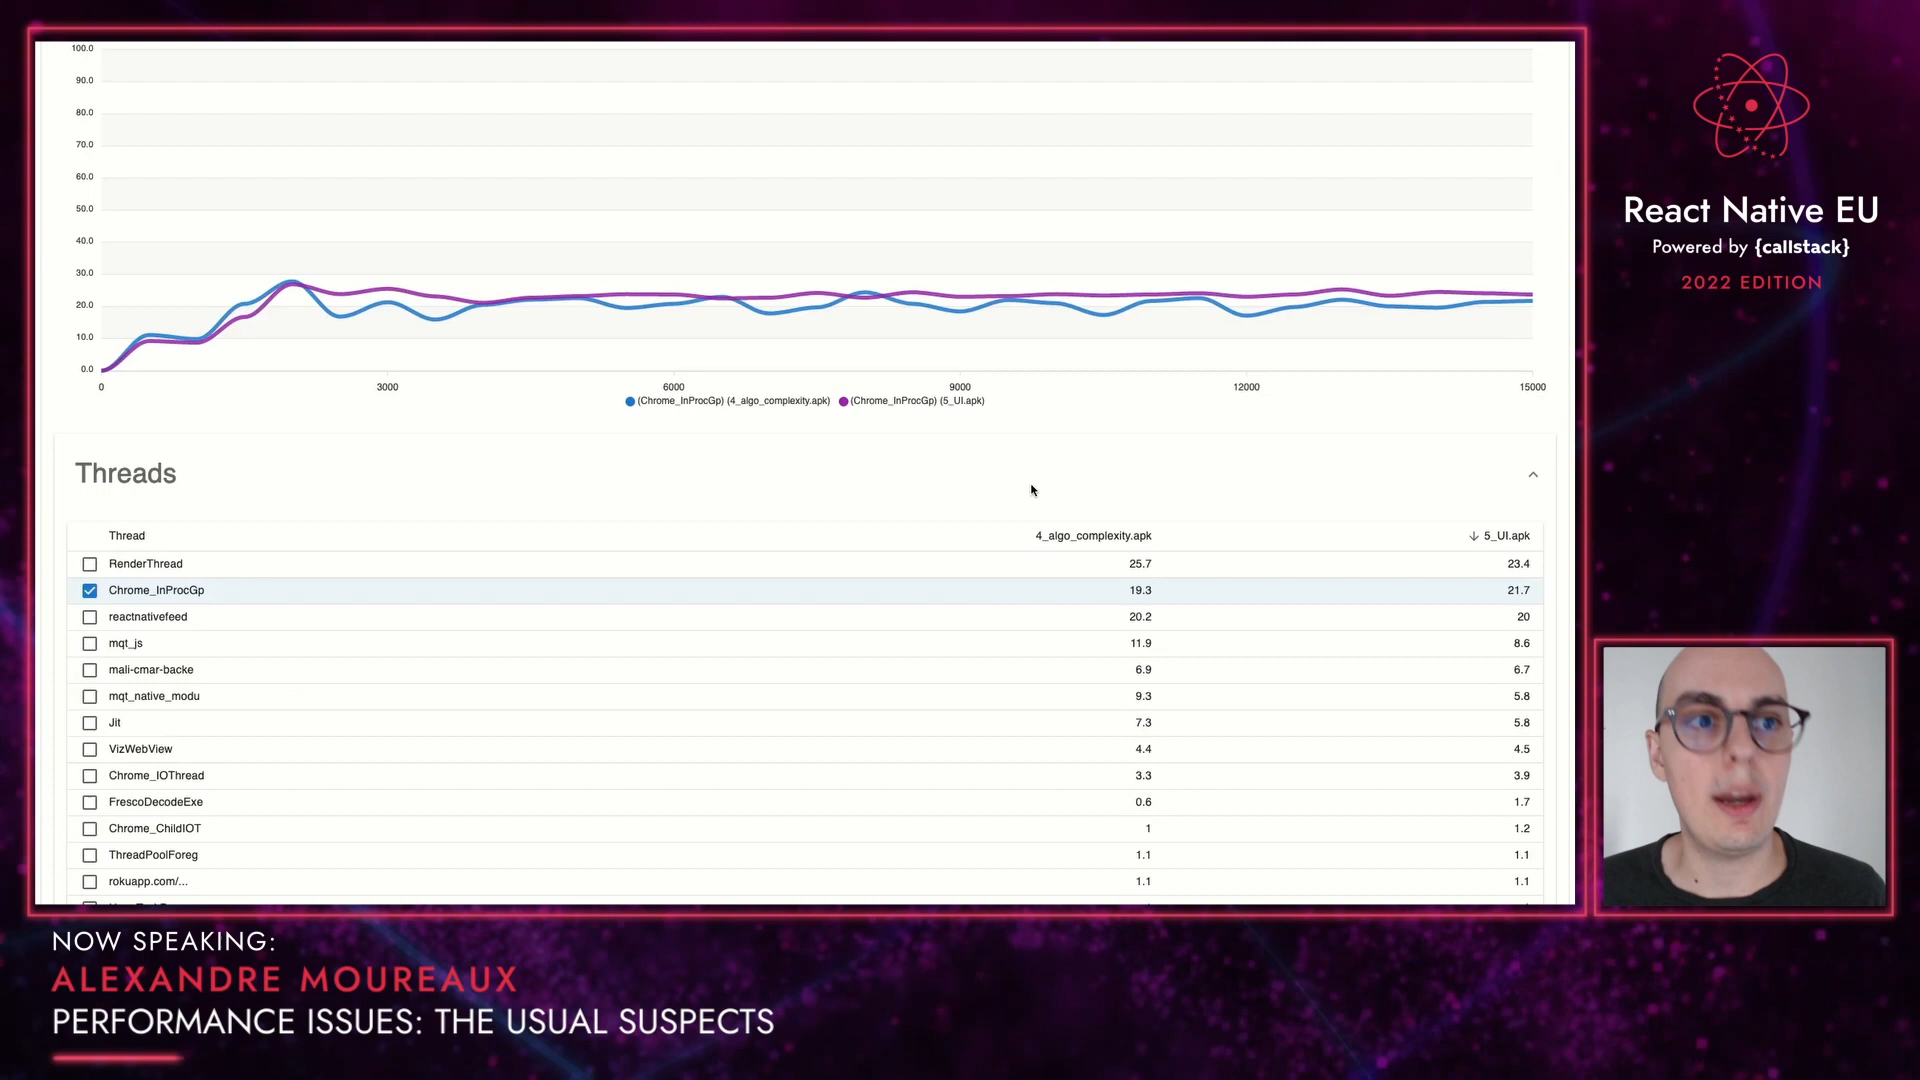 100.0
90.0
80.0
70.0
60.0
50.0
40.0
30.0
20.0
10.0
0.0
0 3000 6000 9000 12000 15000
(Chrome_InProcGp) (4_algo_complexity.apk) (Chrome_InProcGp) (5_UI.apk)
Threads
Thread 4_algo_complexity.apk 5_UI.apk
RenderThread 25.7 23.4
Chrome_InProcGp 19.3 21.7
reactnativefeed 20.2 20
mqt_js 11.9 8.6
mali-cmar-backe 6.9 6.7
mqt_native_modu 9.3 5.8
Jit 7.3 5.8
VizWebView 4.4 4.5
Chrome_IOThread 3.3 3.9
FrescoDecodeExe 0.6 1.7
Chrome_ChildIOT 1 1.2
ThreadPoolForeg 1.1 1.1
rokuapp.com/... 1.1 1.1
React Native EU
Powered by {callstack}
2022 EDITION
NOW SPEAKING:
ALEXANDRE MOUREAUX
PERFORMANCE ISSUES: THE USUAL SUSPECTS